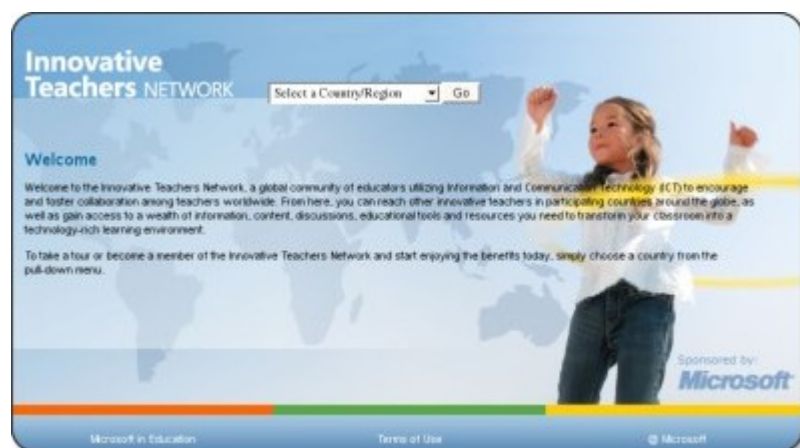 Innovative
Teachers NETWORK
Select a Country/Region
Go
Welcome
Welcome to the Innovative Teachers Network, a global community of educators utilizing Information and Communication Technology (ICT) to encourage
and foster collaboration among teachers worldwide. From here, you can reach other innovative teachers in participating countries around the globe, as
well as gain access to a wealth of information, content, discussions, educational tools and resources you need to transform your classroom into a
technology-rich learning environment.
To take a tour or become a member of the Innovative Teachers Network and start enjoying the benefits today, simply choose a country from the
pull-down menu.
Sponsored by:
Microsoft
Microsoft in Education
Terms of Use
@ Microsoft